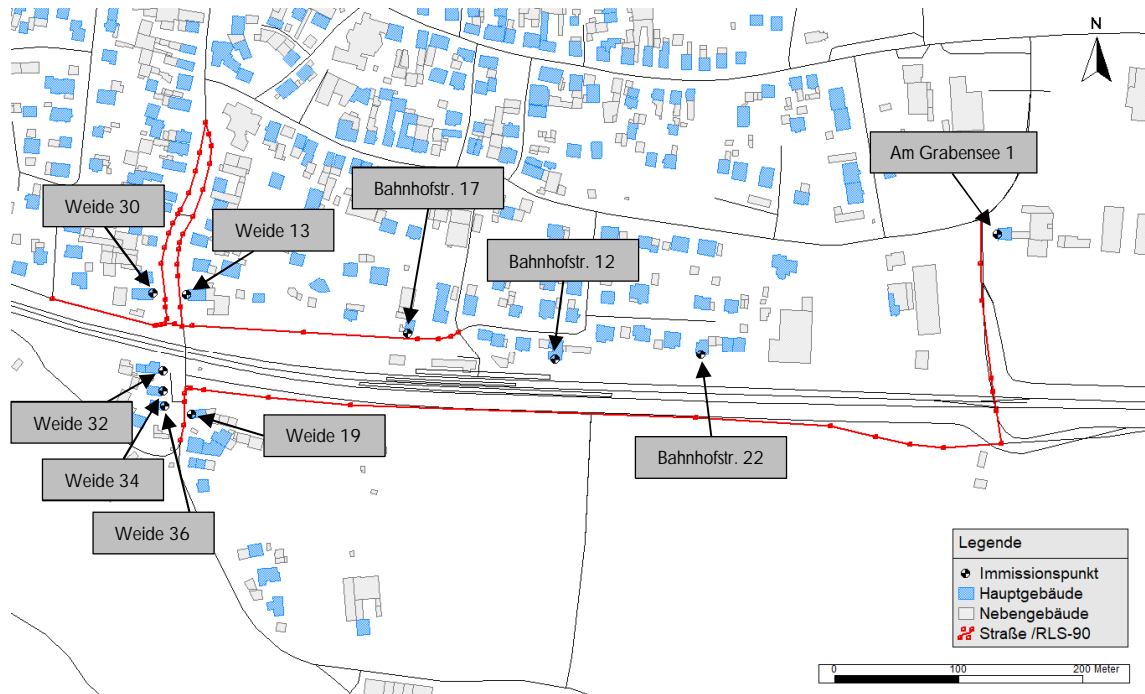 N
Am Grabensee 1
Bahnhofstr. 17
Weide 30
Weide 13
Bahnhofstr. 12
Weide 32
Weide 19
Bahnhofstr. 22
Weide 34
Weide 36
Legende
Immissionspunkt
Hauptgebäude
Nebengebäude
Straße /RLS-90
0 100 200 Meter